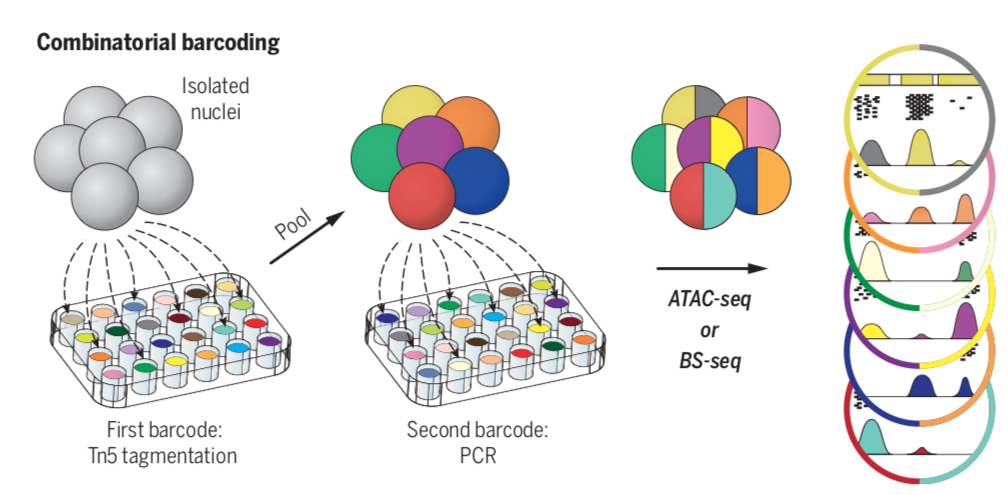 Combinatorial barcoding
Isolated
nuclei
Pool
ATAC-seq
or
BS-seq
First barcode:
Tn5 tagmentation
Second barcode:
PCR